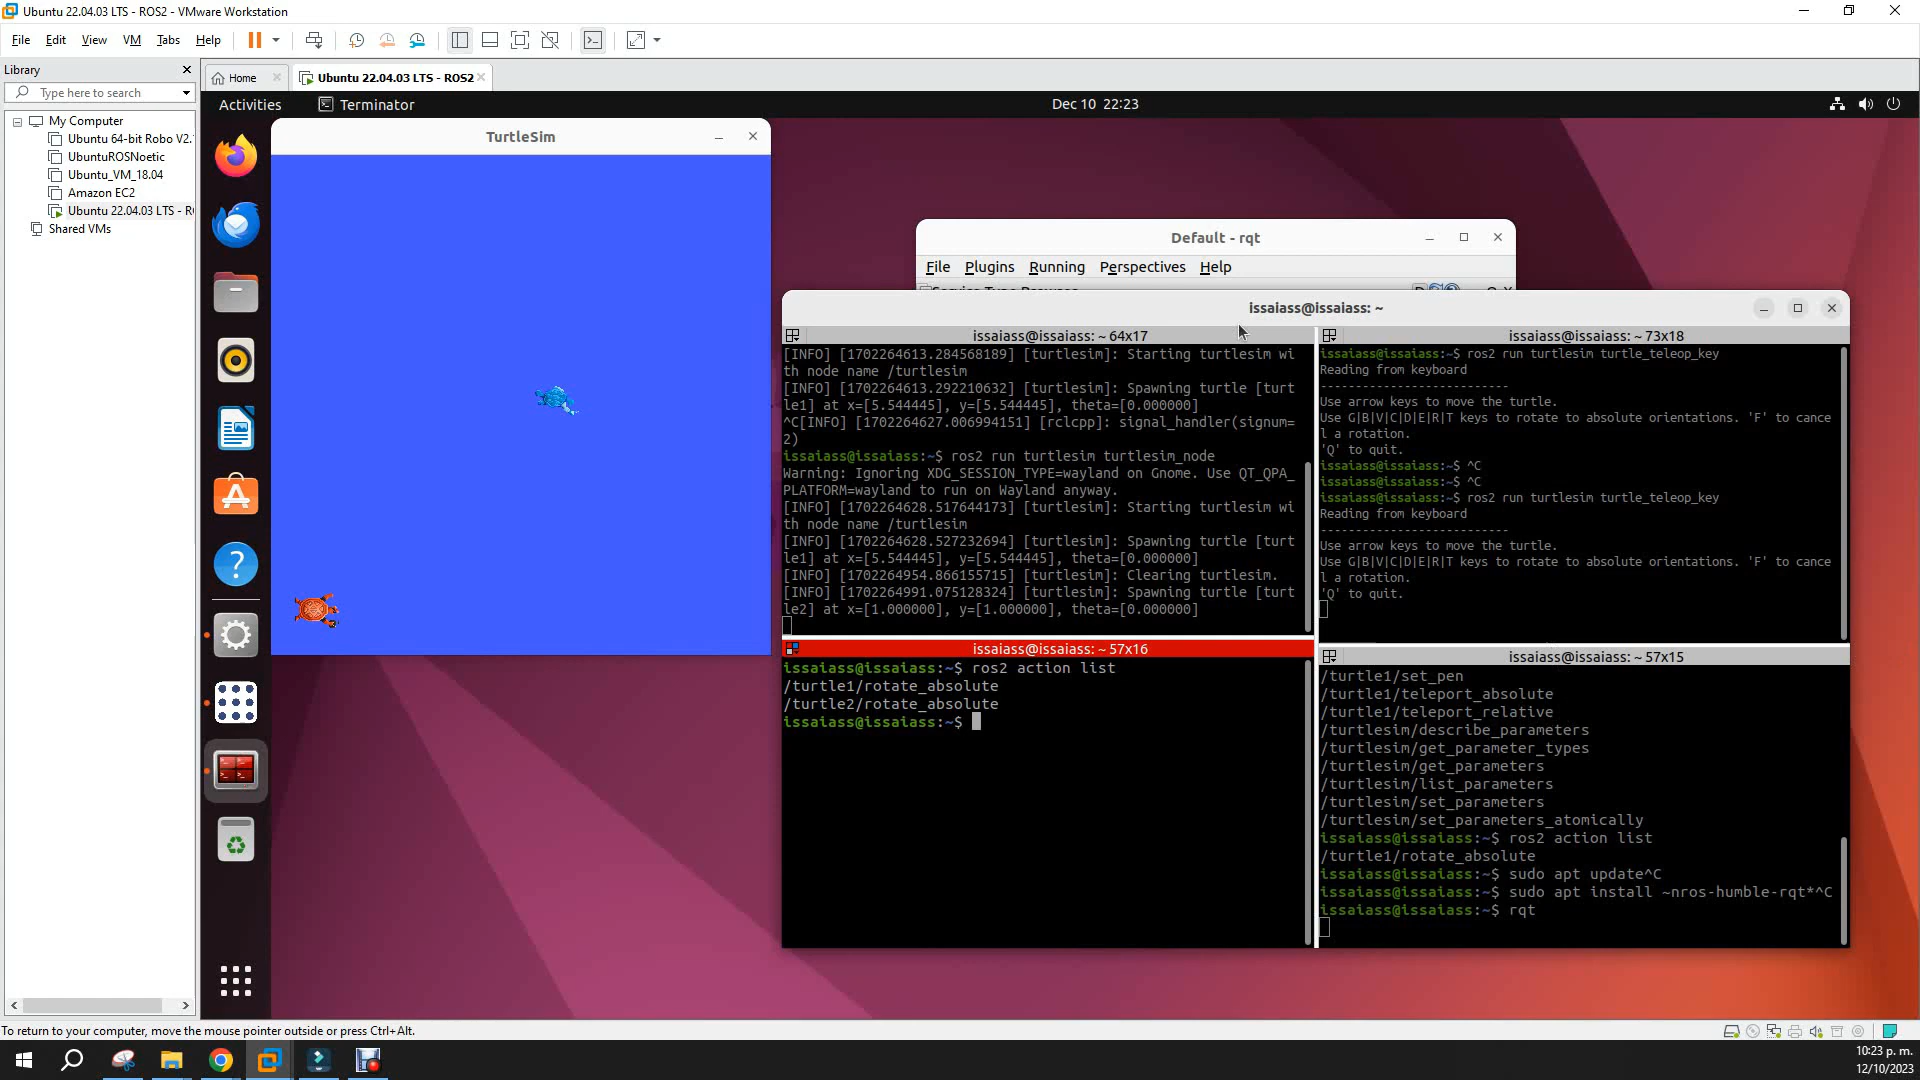 Ubuntu 22.04.03 LTS - ROS2 - VMware Workstation
File Edit View VM Tabs Help
Library
Type here to search
My Computer
Ubuntu 64-bit Robo V2.
UbuntuROSNoetic
Ubuntu_VM_18.04
Amazon EC2
Ubuntu 22.04.03 LTS - R
Shared VMs
Home
Ubuntu 22.04.03 LTS - ROS2
Activities
Terminator
Dec 10 22:23
TurtleSim
Default - rqt
File Plugins Running Perspectives Help
issaiass@issaiass: ~
issaiass@issaiass: ~ 64x17
[INFO] [1702264613.284568189] [turtlesim]: Starting turtlesim wi
th node name /turtlesim
[INFO] [1702264613.292210632] [turtlesim]: Spawning turtle [turt
le1] at x=[5.544445], y=[5.544445], theta=[0.000000]
^C[INFO] [1702264627.006994151] [rclcpp]: signal_handler(signum=
2)
issaiass@issaiass:~$ ros2 run turtlesim turtlesim_node
Warning: Ignoring XDG_SESSION_TYPE=wayland on Gnome. Use QT_QPA_
PLATFORM=wayland to run on Wayland anyway.
[INFO] [1702264628.517644173] [turtlesim]: Starting turtlesim wi
th node name /turtlesim
[INFO] [1702264628.527232694] [turtlesim]: Spawning turtle [turt
le1] at x=[5.544445], y=[5.544445], theta=[0.000000]
[INFO] [1702264954.866155715] [turtlesim]: Clearing turtlesim.
[INFO] [1702264991.075128324] [turtlesim]: Spawning turtle [turt
le2] at x=[1.000000], y=[1.000000], theta=[0.000000]
issaiass@issaiass: ~ 73x18
issaiass@issaiass:~$ ros2 run turtlesim turtle_teleop_key
Reading from keyboard
---------------------------
Use arrow keys to move the turtle.
Use G|B|V|C|D|E|R|T keys to rotate to absolute orientations. 'F' to cance
l a rotation.
'Q' to quit.
issaiass@issaiass:~$ ^C
issaiass@issaiass:~$ ^C
issaiass@issaiass:~$ ros2 run turtlesim turtle_teleop_key
Reading from keyboard
---------------------------
Use arrow keys to move the turtle.
Use G|B|V|C|D|E|R|T keys to rotate to absolute orientations. 'F' to cance
l a rotation.
'Q' to quit.
issaiass@issaiass: ~ 57x16
issaiass@issaiass:~$ ros2 action list
/turtle1/rotate_absolute
/turtle2/rotate_absolute
issaiass@issaiass:~$
issaiass@issaiass: ~ 57x15
/turtle1/set_pen
/turtle1/teleport_absolute
/turtle1/teleport_relative
/turtlesim/describe_parameters
/turtlesim/get_parameter_types
/turtlesim/get_parameters
/turtlesim/list_parameters
/turtlesim/set_parameters
/turtlesim/set_parameters_atomically
issaiass@issaiass:~$ ros2 action list
/turtle1/rotate_absolute
issaiass@issaiass:~$ sudo apt update^C
issaiass@issaiass:~$ sudo apt install ~nros-humble-rqt*^C
issaiass@issaiass:~$ rqt
To return to your computer, move the mouse pointer outside or press Ctrl+Alt.
10:23 p. m.
12/10/2023